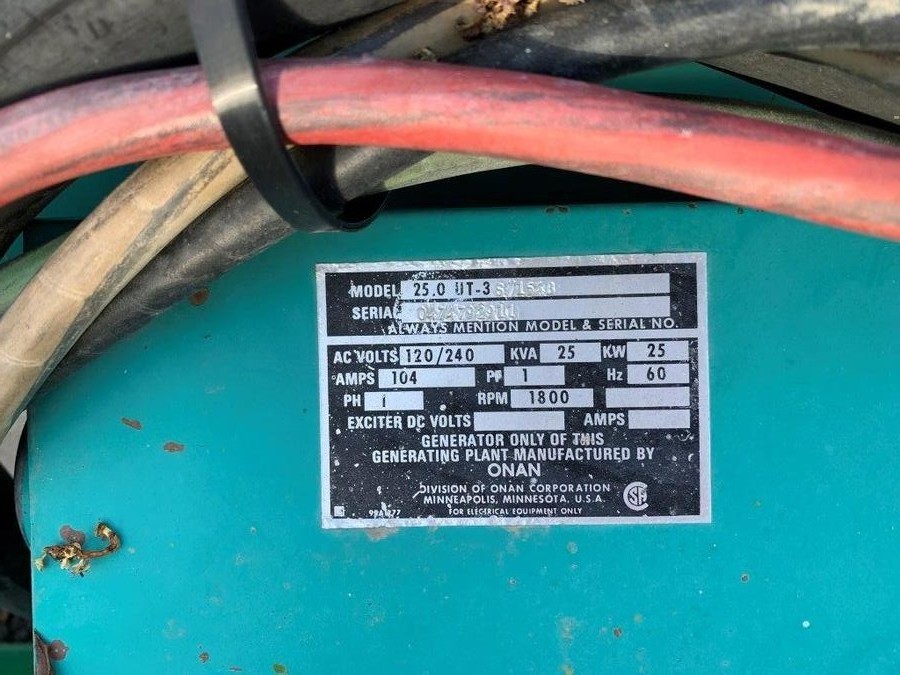 MODEL 25.0 UT-3
SERIAL
ALWAYS MENTION MODEL & SERIAL NO.
AC VOLTS 120/240 KVA 25 KW 25
AMPS 104 PF 1 Hz 60
PH 1 RPM 1800
EXCITER DC VOLTS AMPS
GENERATOR ONLY OF THIS
GENERATING PLANT MANUFACTURED BY
ONAN
DIVISION OF ONAN CORPORATION
MINNEAPOLIS, MINNESOTA, U.S.A.
FOR ELECTRICAL EQUIPMENT ONLY